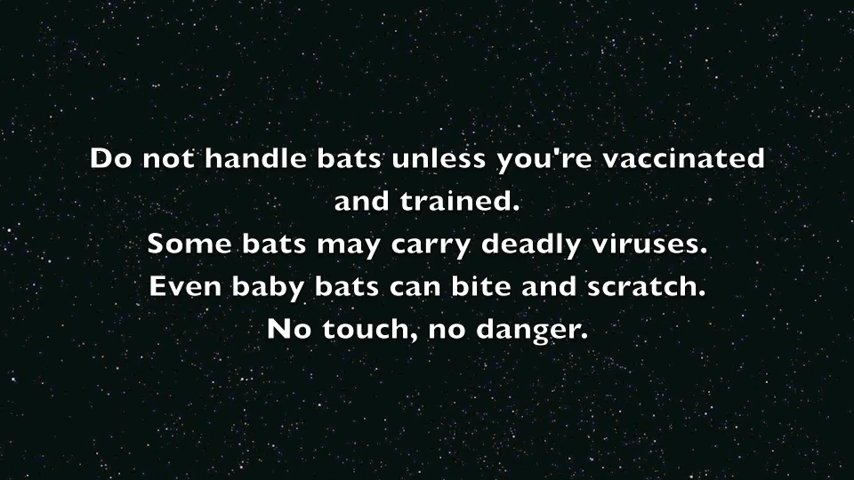 Do not handle bats unless you're vaccinated
and trained.
Some bats may carry deadly viruses.
Even baby bats can bite and scratch.
No touch, no danger.